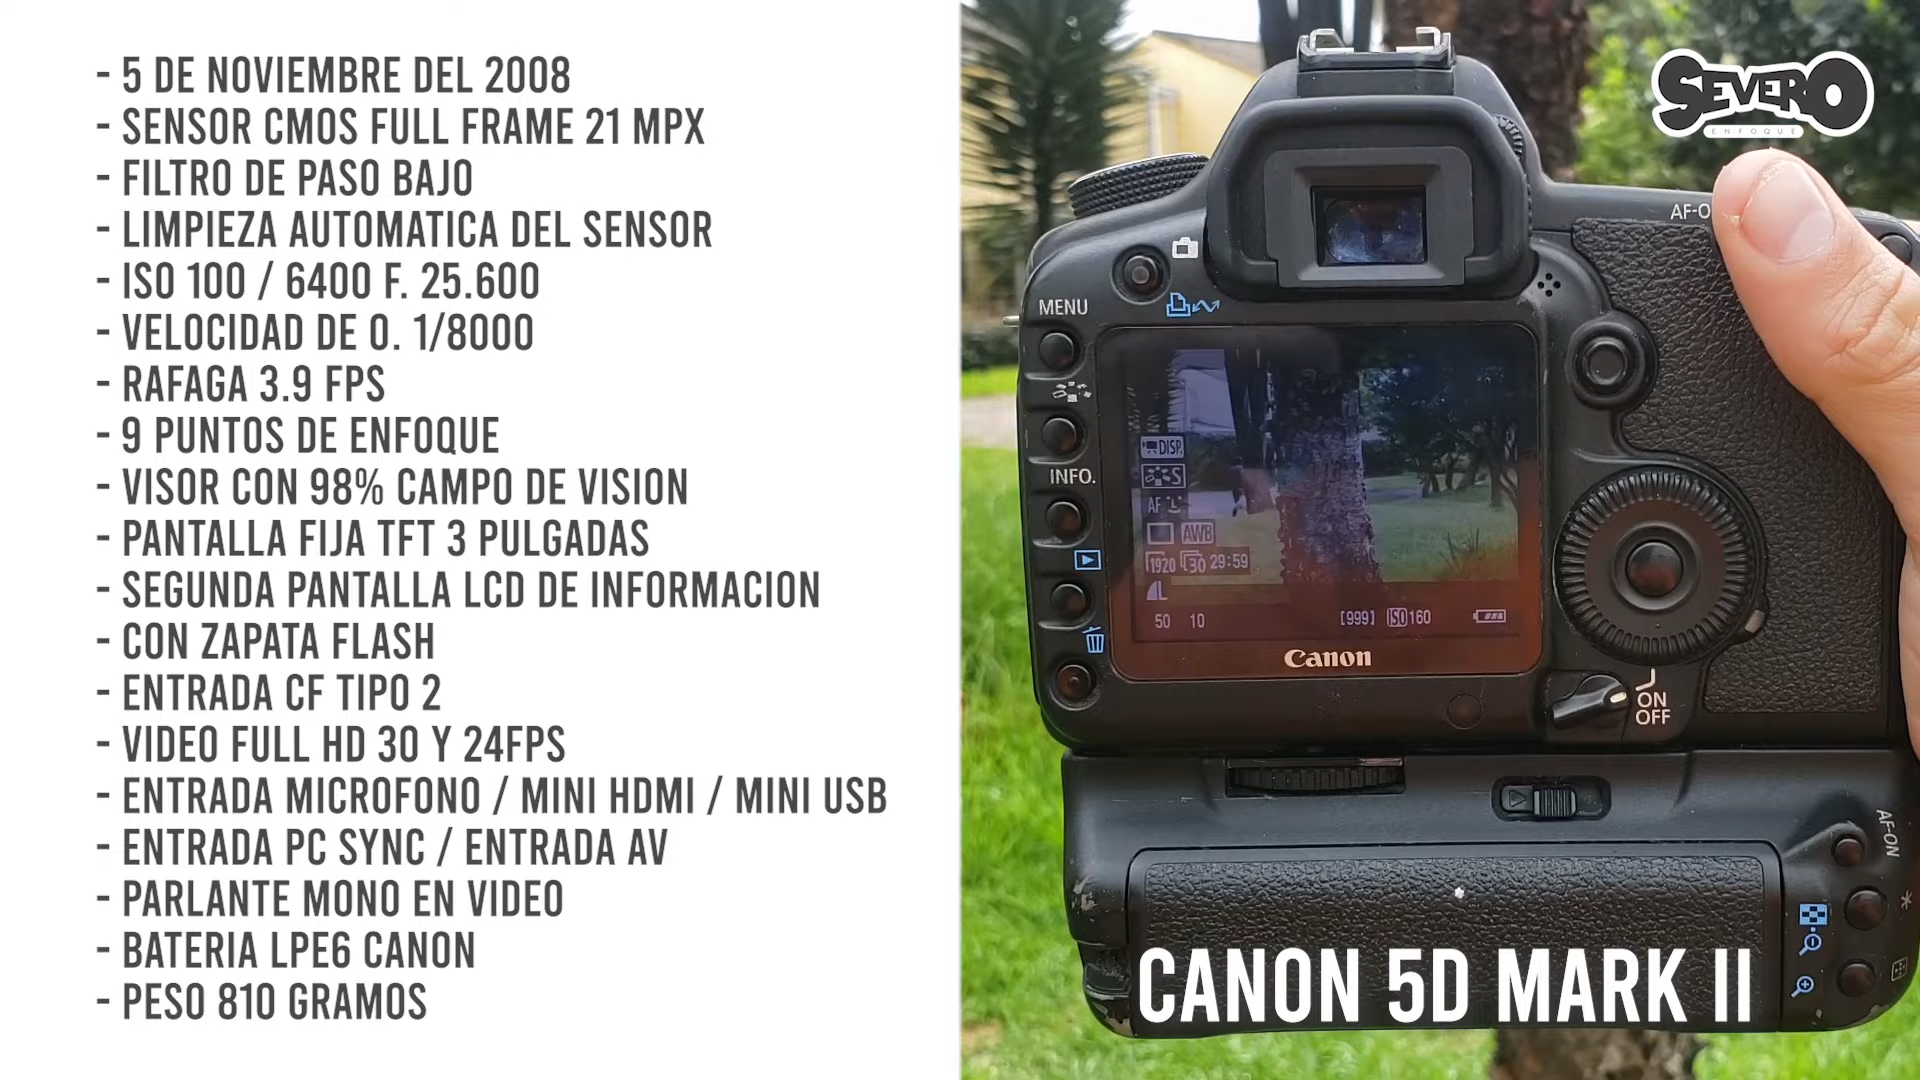 - 5 DE NOVIEMBRE DEL 2008
- SENSOR CMOS FULL FRAME 21 MPX
- FILTRO DE PASO BAJO
- LIMPIEZA AUTOMATICA DEL SENSOR
- ISO 100 / 6400 F. 25.600
- VELOCIDAD DE O. 1/8000
- RAFAGA 3.9 FPS
- 9 PUNTOS DE ENFOQUE
- VISOR CON 98% CAMPO DE VISION
- PANTALLA FIJA TFT 3 PULGADAS
- SEGUNDA PANTALLA LCD DE INFORMACION
- CON ZAPATA FLASH
- ENTRADA CF TIPO 2
- VIDEO FULL HD 30 Y 24FPS
- ENTRADA MICROFONO / MINI HDMI / MINI USB
- ENTRADA PC SYNC / ENTRADA AV
- PARLANTE MONO EN VIDEO
- BATERIA LPE6 CANON
- PESO 810 GRAMOS
SEVERO
ENFOQUE
AF-O
MENU
INFO.
DISP.
S
AF
AWB
1920 30 29:59
L
50 10 [999] ISO 160
Canon
ON
OFF
AF-ON
CANON 5D MARK II